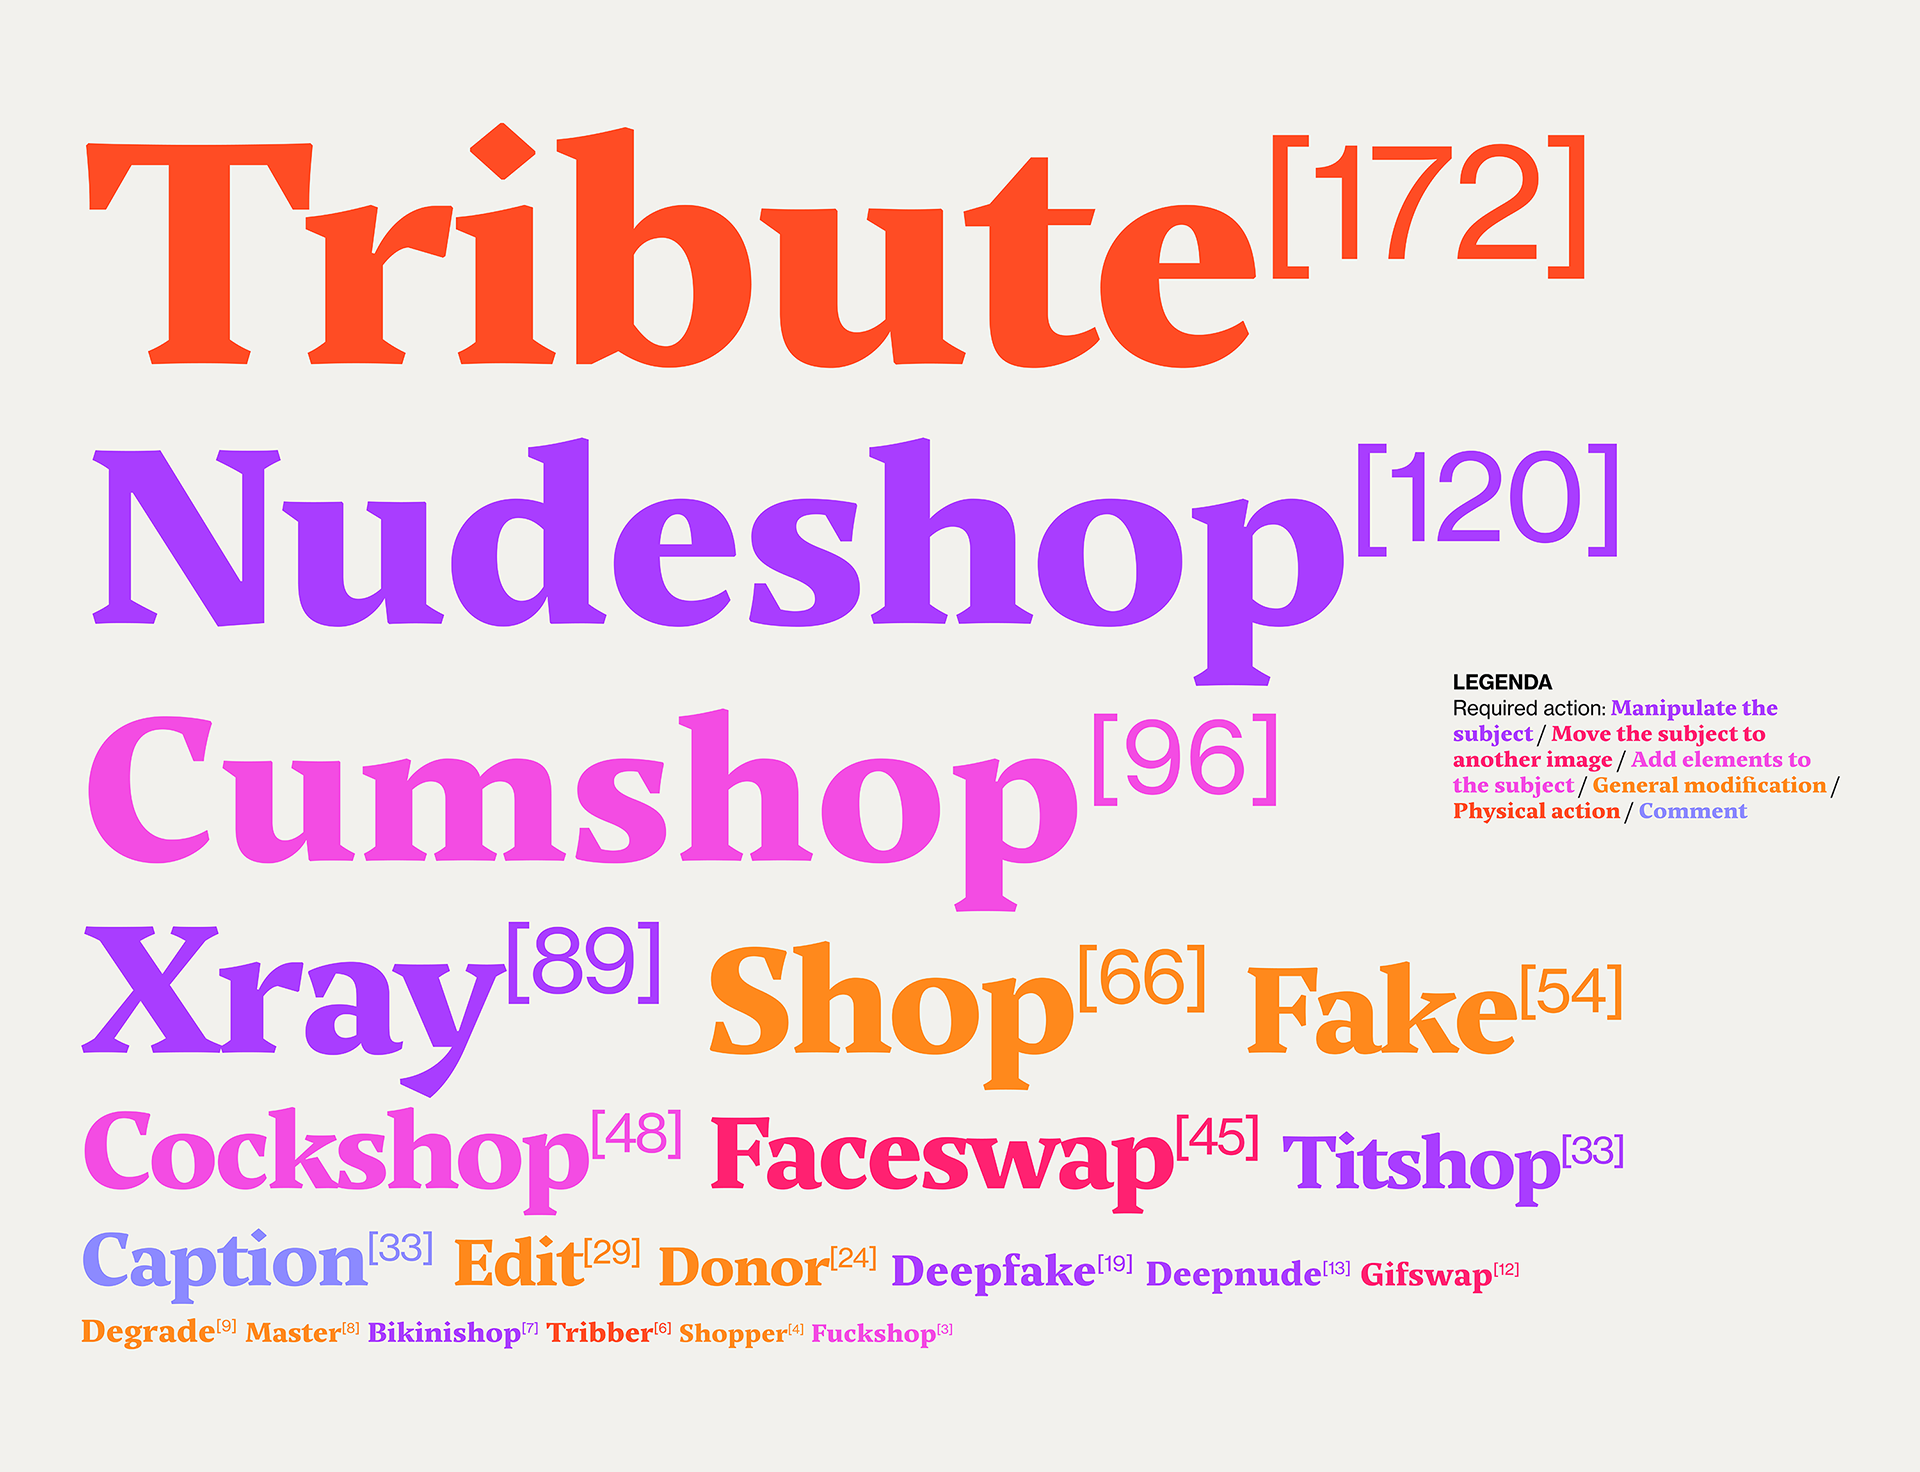 Tribute[172]
Nudeshop[120]
Cumshop[96]
LEGENDA
Required action: Manipulate the
subject / Move the subject to
another image / Add elements to
the subject / General modification /
Physical action / Comment
Xray[89] Shop[66] Fake[54]
Cockshop[48] Faceswap[45] Titshop[33]
Caption[33] Edit[29] Donor[24] Deepfake[19] Deepnude[13] Gifswap[12]
Degrade[9] Master[8] Bikinishop[7] Tribber[6] Shopper[4] Fuckshop[3]